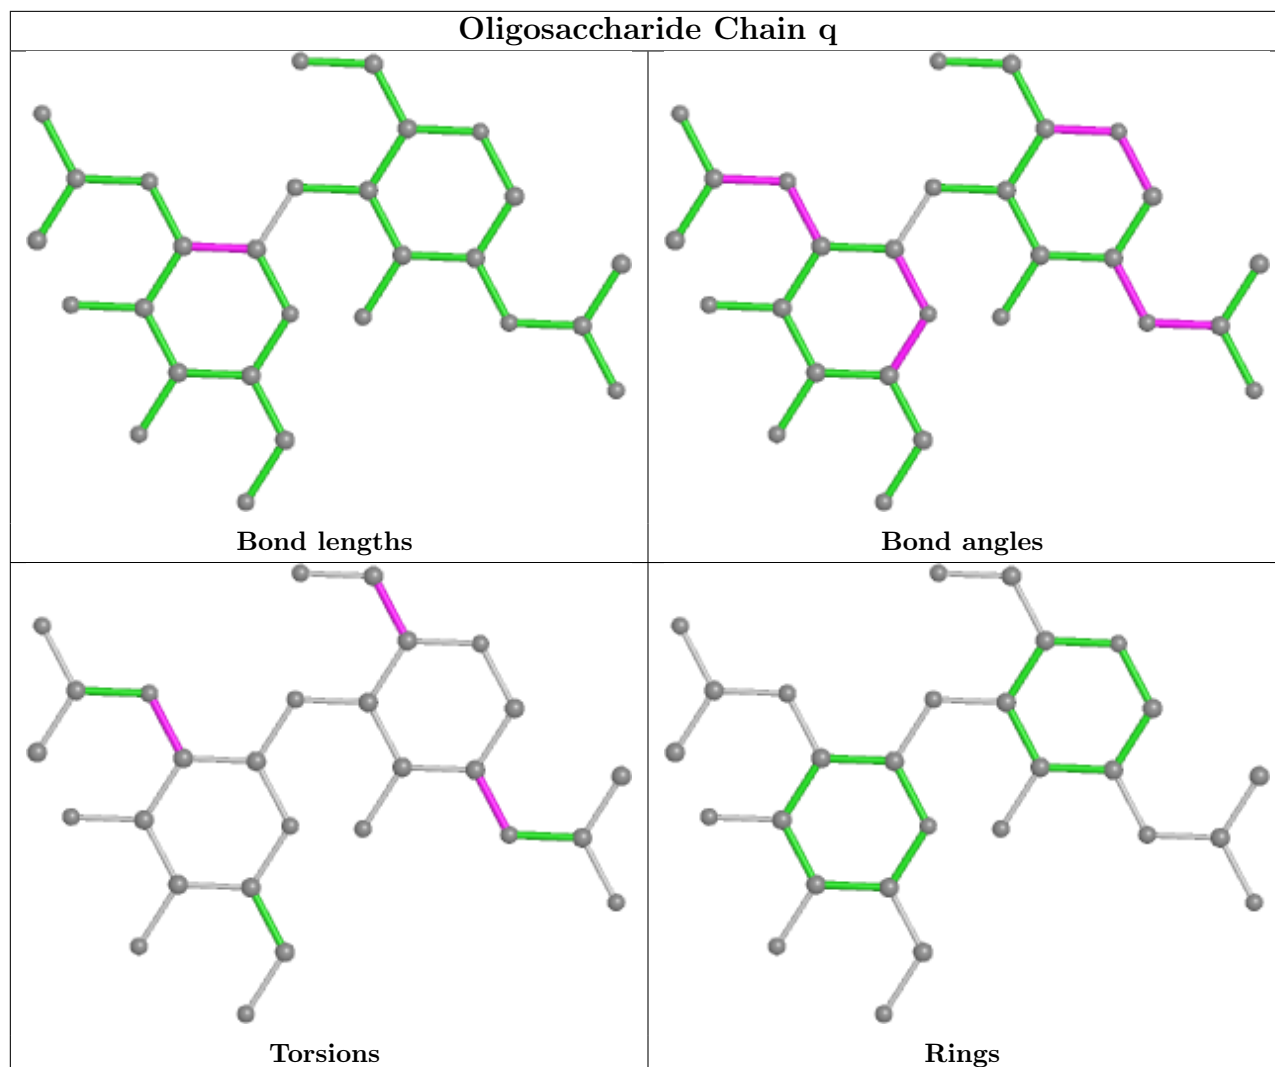 Oligosaccharide Chain q
Bond lengths
Bond angles
Torsions
Rings